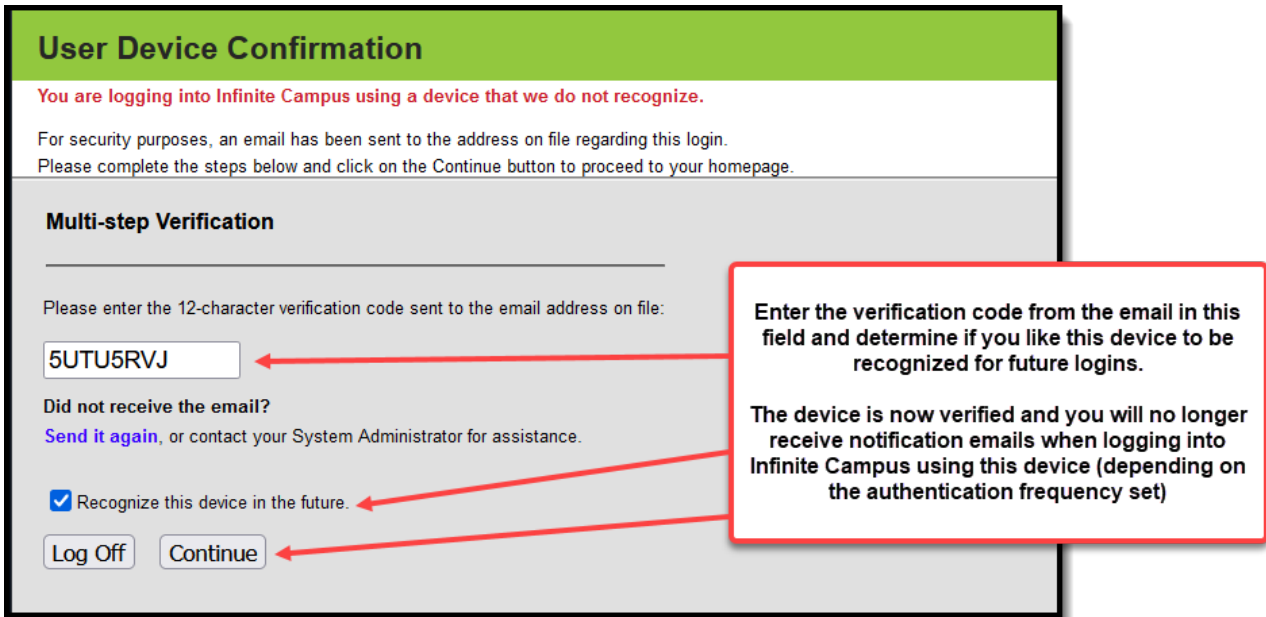 User Device Confirmation
You are logging into Infinite Campus using a device that we do not recognize.
For security purposes, an email has been sent to the address on file regarding this login.
Please complete the steps below and click on the Continue button to proceed to your homepage.
Multi-step Verification
Please enter the 12-character verification code sent to the email address on file:
5UTU5RVJ
Did not receive the email?
Send it again, or contact your System Administrator for assistance.
Recognize this device in the future.
Log Off Continue
Enter the verification code from the email in this
field and determine if you like this device to be
recognized for future logins.
The device is now verified and you will no longer
receive notification emails when logging into
Infinite Campus using this device (depending on
the authentication frequency set)